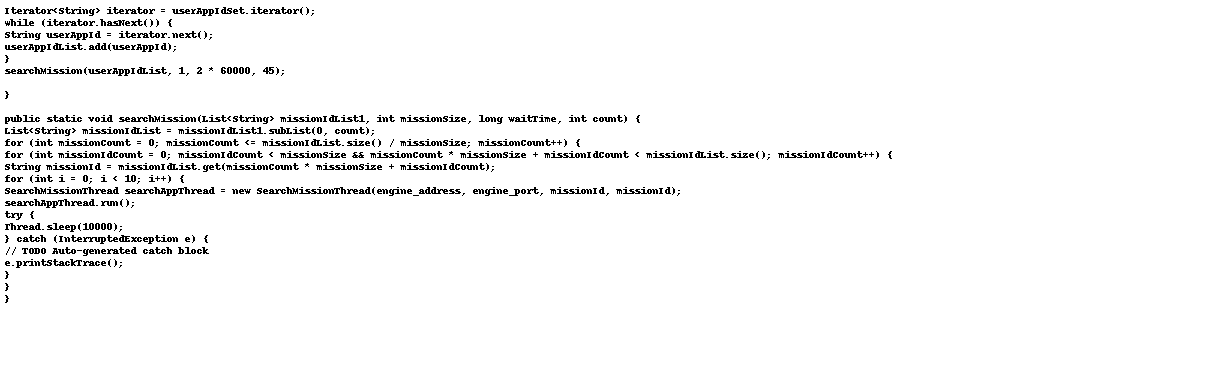 Iterator<String> iterator = userAppIdSet.iterator();
while (iterator.hasNext()) {
String userAppId = iterator.next();
userAppIdList.add(userAppId);
}
searchMission(userAppIdList, 1, 2 * 60000, 45);
}
public static void searchMission(List<String> missionIdList1, int missionSize, long waitTime, int count) {
List<String> missionIdList = missionIdList1.subList(0, count);
for (int missionCount = 0; missionCount <= missionIdList.size() / missionSize; missionCount++) {
for (int missionIdCount = 0; missionIdCount < missionSize && missionCount * missionSize + missionIdCount < missionIdList.size(); missionIdCount++) {
String missionId = missionIdList.get(missionCount * missionSize + missionIdCount);
for (int i = 0; i < 10; i++) {
SearchMissionThread searchAppThread = new SearchMissionThread(engine_address, engine_port, missionId, missionId);
searchAppThread.run();
try {
Thread.sleep(10000);
} catch (InterruptedException e) {
// TODO Auto-generated catch block
e.printStackTrace();
}
}
}